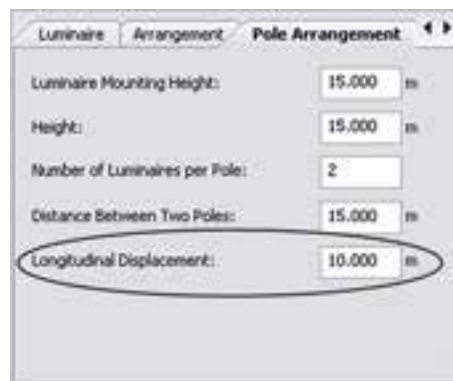 Luminaire Arrangement Pole Arrangement
Luminaire Mounting Height: 15.000 m
Height: 15.000 m
Number of Luminaires per Pole: 2
Distance Between Two Poles: 15.000 m
Longitudinal Displacement: 10.000 m